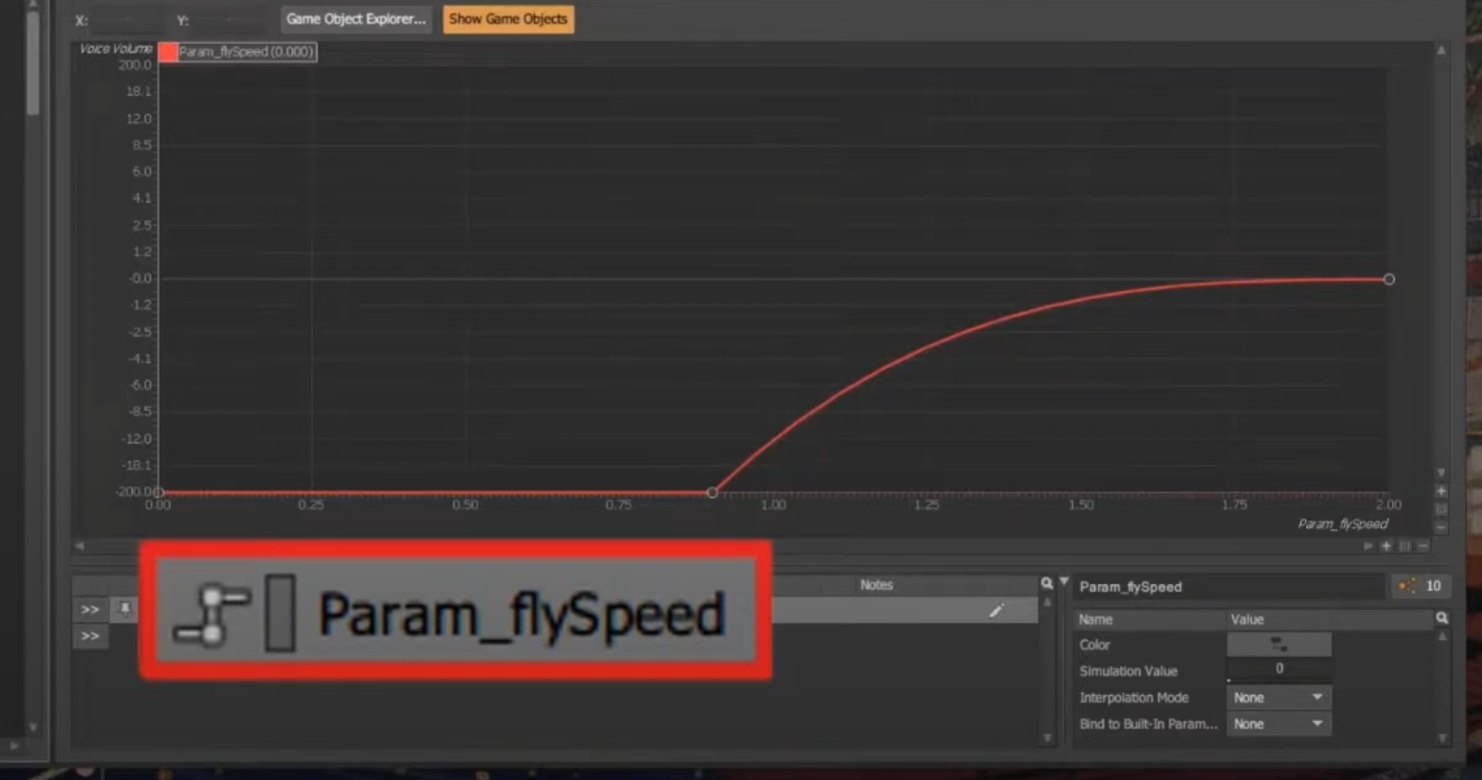 X: Y: Game Object Explorer... Show Game Objects
Voice Volume Param_flySpeed (0.000)
200.0
18.1
12.0
8.5
6.0
4.1
2.5
1.2
-0.0
-1.2
-2.5
-4.1
-6.0
-8.5
-12.0
-18.1
-200.0
0.00 0.25 0.50 0.75 1.00 1.25 1.50 1.75 2.00
Param_flySpeed
Notes
>>
>>
Param_flySpeed
Param_flySpeed 10
Name Value
Color
Simulation Value 0
Interpolation Mode None
Bind to Built-In Param... None